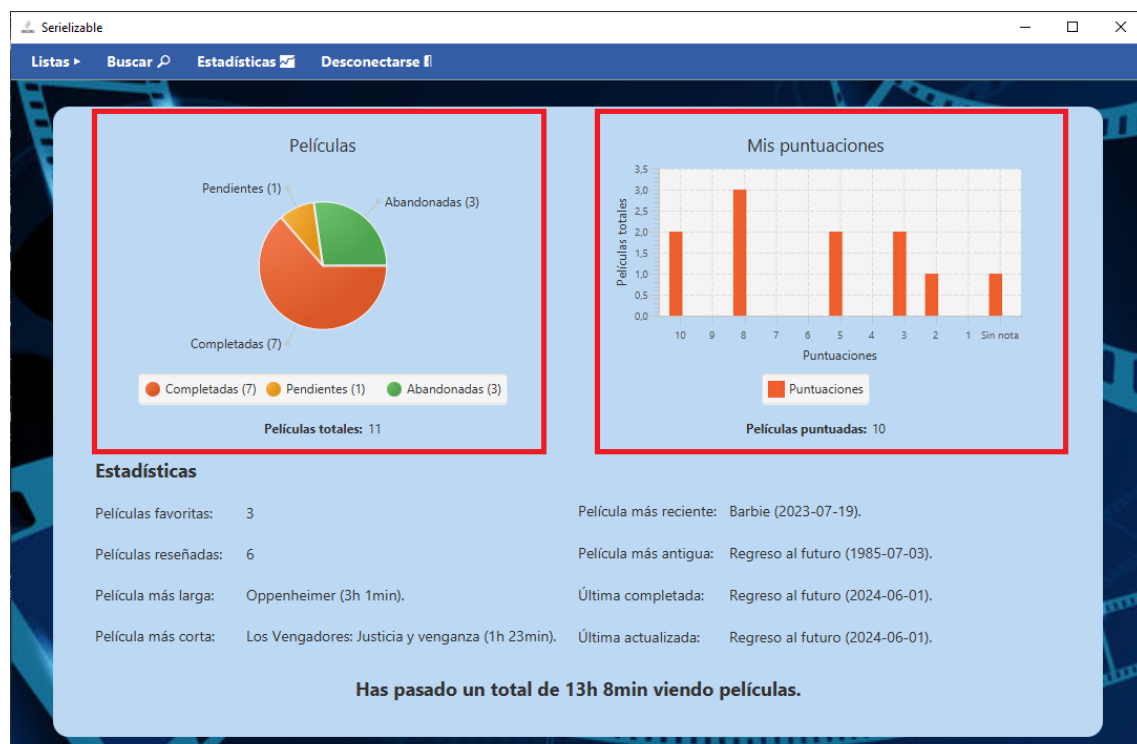 Serielizable
Listas Buscar Estadísticas Desconectarse
Películas
Pendientes (1)
Abandonadas (3)
Completadas (7)
Completadas (7) Pendientes (1) Abandonadas (3)
Películas totales: 11
Mis puntuaciones
3,5
3,0
2,5
2,0
1,5
1,0
0,5
0,0
Películas totales
10 9 8 7 6 5 4 3 2 1 Sin nota
Puntuaciones
Puntuaciones
Películas puntuadas: 10
Estadísticas
Películas favoritas: 3
Películas reseñadas: 6
Película más larga: Oppenheimer (3h 1min).
Película más corta: Los Vengadores: Justicia y venganza (1h 23min).
Película más reciente: Barbie (2023-07-19).
Película más antigua: Regreso al futuro (1985-07-03).
Última completada: Regreso al futuro (2024-06-01).
Última actualizada: Regreso al futuro (2024-06-01).
Has pasado un total de 13h 8min viendo películas.